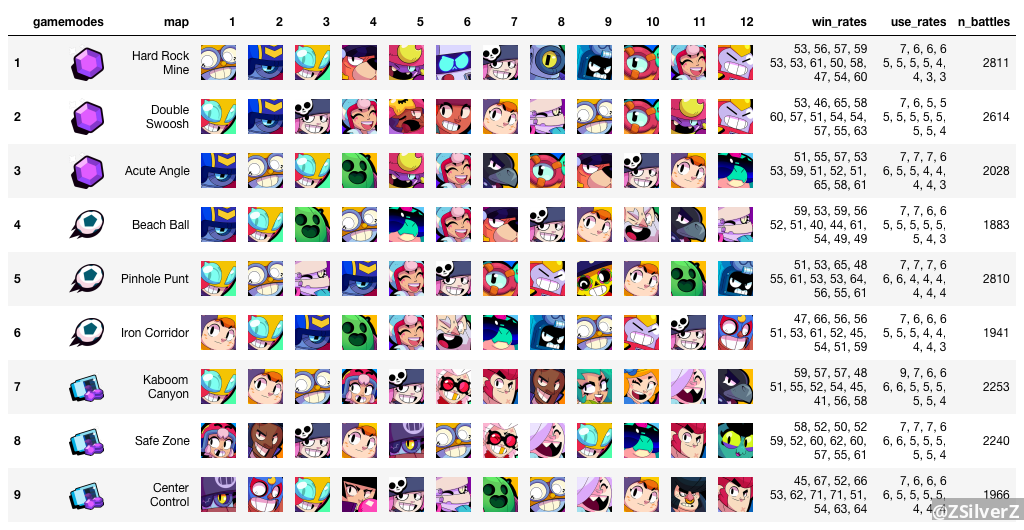 gamemodes map 1 2 3 4 5 6 7 8 9 10 11 12 win_rates use_rates n_battles
1 Hard Rock Mine 53, 56, 57, 59 7, 6, 6, 6 2811
53, 53, 61, 50, 58, 5, 5, 5, 5, 4,
47, 54, 60 4, 3, 3
2 Double Swoosh 53, 46, 65, 58 7, 6, 5, 5 2614
60, 57, 51, 54, 54, 5, 5, 5, 5, 5,
57, 55, 63 5, 5, 4
3 Acute Angle 51, 55, 57, 53 7, 7, 7, 6 2028
53, 59, 51, 52, 51, 6, 5, 5, 4, 4,
65, 58, 61 4, 4, 3
4 Beach Ball 59, 53, 59, 56 7, 7, 6, 6 1883
52, 51, 40, 44, 61, 5, 5, 5, 5, 5,
54, 49, 49 5, 4, 3
5 Pinhole Punt 51, 53, 65, 48 7, 7, 7, 6 2810
55, 61, 53, 53, 64, 6, 6, 4, 4, 4,
56, 55, 61 4, 4, 4
6 Iron Corridor 47, 66, 56, 56 7, 6, 6, 6 1941
51, 53, 61, 52, 45, 5, 5, 5, 4, 4,
54, 51, 59 4, 4, 3
7 Kaboom Canyon 59, 57, 57, 48 9, 7, 6, 6 2253
51, 55, 52, 54, 45, 6, 6, 5, 5, 5,
41, 56, 58 5, 5, 4
8 Safe Zone 58, 52, 50, 52 7, 7, 7, 6 2240
59, 52, 60, 62, 60, 6, 6, 5, 5, 5,
57, 55, 61 5, 5, 4
9 Center Control 45, 67, 52, 66 7, 6, 6, 6 1966
53, 62, 71, 71, 51, 6, 5, 5, 5, 5,
54, 63, 64 4, 4,
@ZSilverZ